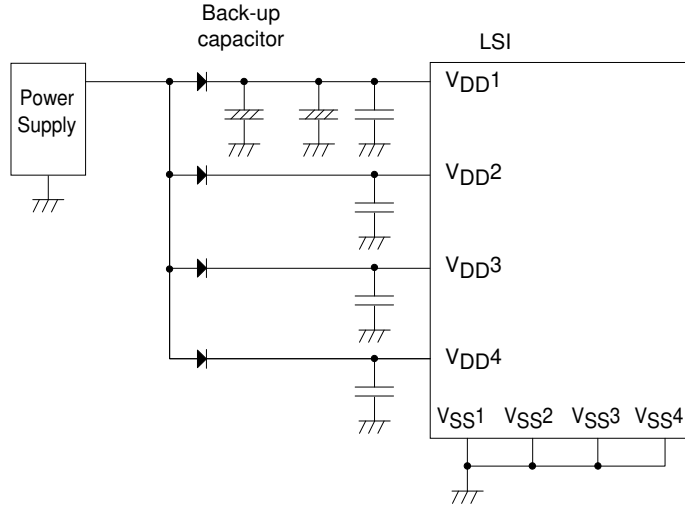 Back-up
capacitor
LSI
Power
Supply
VDD1
VDD2
VDD3
VDD4
VSS1 VSS2 VSS3 VSS4